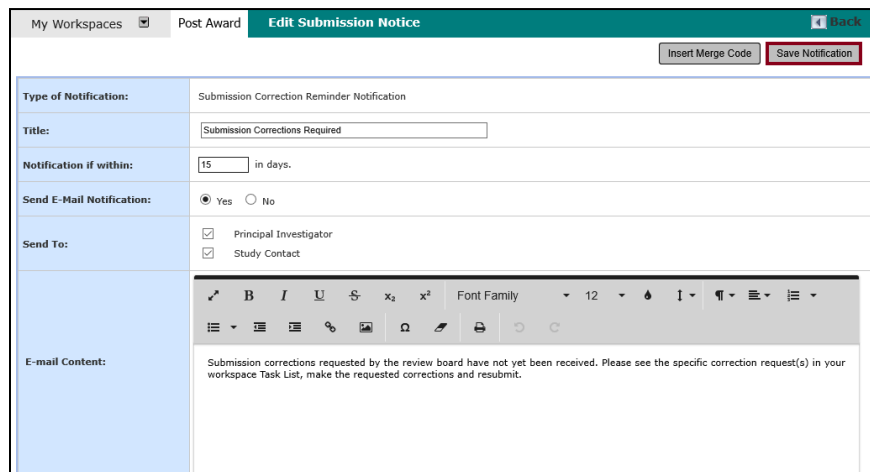 My Workspaces Post Award Edit Submission Notice Back
Insert Merge Code Save Notification
Type of Notification: Submission Correction Reminder Notification
Title: Submission Corrections Required
Notification if within: 15 in days.
Send E-Mail Notification: Yes No
Send To:
Principal Investigator
Study Contact
B I U S x₂ x² Font Family 12
Ω
E-mail Content:
Submission corrections requested by the review board have not yet been received. Please see the specific correction request(s) in your
workspace Task List, make the requested corrections and resubmit.